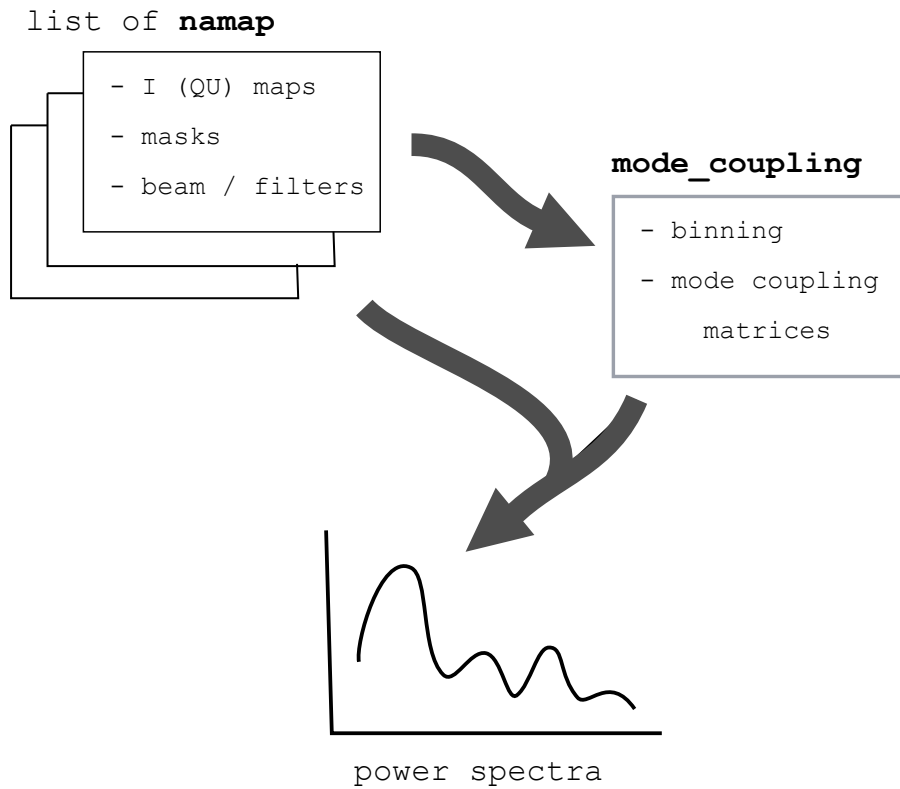 list of namap
- I (QU) maps
- masks
- beam / filters
mode_coupling
- binning
- mode coupling
matrices
power spectra